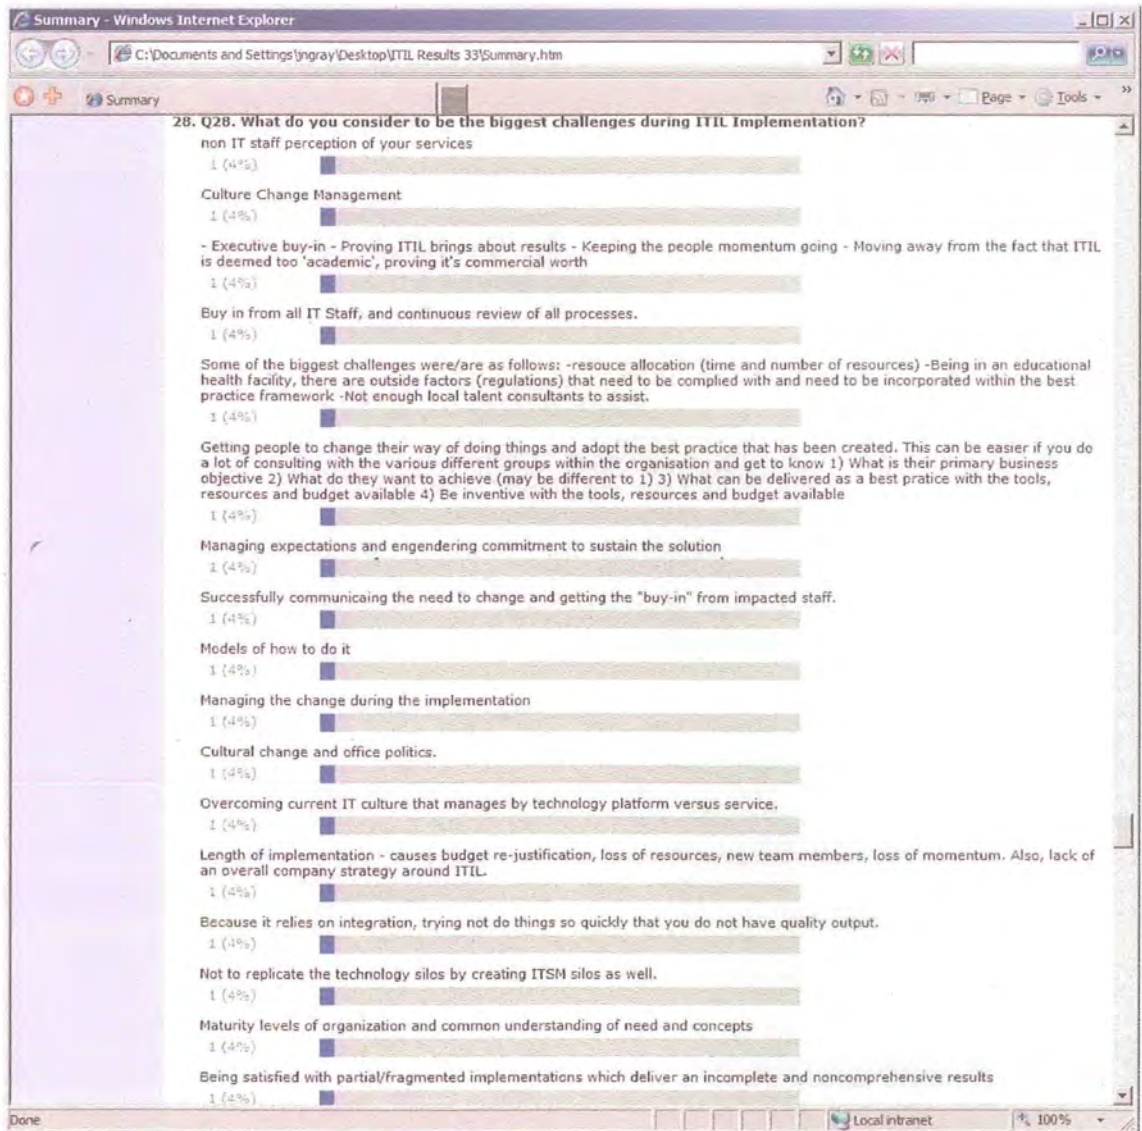 Summary - Windows Internet Explorer
C:\Documents and Settings\jngray\Desktop\ITIL Results 33\Summary.htm
Summary
Page
Tools
28. Q28. What do you consider to be the biggest challenges during ITIL Implementation?
non IT staff perception of your services
1 (4%)
Culture Change Management
1 (4%)
- Executive buy-in - Proving ITIL brings about results - Keeping the people momentum going - Moving away from the fact that ITIL
is deemed too 'academic', proving it's commercial worth
1 (4%)
Buy in from all IT Staff, and continuous review of all processes.
1 (4%)
Some of the biggest challenges were/are as follows: -resouce allocation (time and number of resources) -Being in an educational
health facility, there are outside factors (regulations) that need to be complied with and need to be incorporated within the best
practice framework -Not enough local talent consultants to assist.
1 (4%)
Getting people to change their way of doing things and adopt the best practice that has been created. This can be easier if you do
a lot of consulting with the various different groups within the organisation and get to know 1) What is their primary business
objective 2) What do they want to achieve (may be different to 1) 3) What can be delivered as a best pratice with the tools,
resources and budget available 4) Be inventive with the tools, resources and budget available
1 (4%)
Managing expectations and engendering commitment to sustain the solution
1 (4%)
Successfully communicaing the need to change and getting the "buy-in" from impacted staff.
1 (4%)
Models of how to do it
1 (4%)
Managing the change during the implementation
1 (4%)
Cultural change and office politics.
1 (4%)
Overcoming current IT culture that manages by technology platform versus service.
1 (4%)
Length of implementation - causes budget re-justification, loss of resources, new team members, loss of momentum. Also, lack of
an overall company strategy around ITIL.
1 (4%)
Because it relies on integration, trying not do things so quickly that you do not have quality output.
1 (4%)
Not to replicate the technology silos by creating ITSM silos as well.
1 (4%)
Maturity levels of organization and common understanding of need and concepts
1 (4%)
Being satisfied with partial/fragmented implementations which deliver an incomplete and noncomprehensive results
1 (4%)
Done
Local intranet
100%